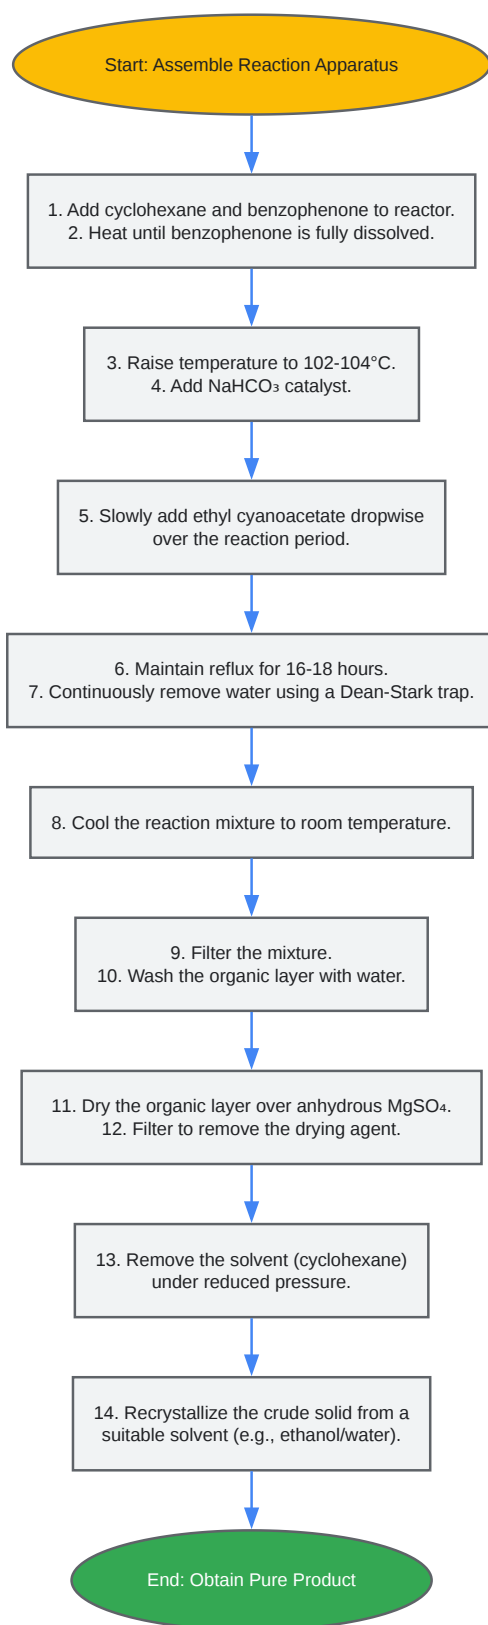 Start: Assemble Reaction Apparatus
1. Add cyclohexane and benzophenone to reactor.
2. Heat until benzophenone is fully dissolved.
3. Raise temperature to 102-104°C.
4. Add NaHCO₃ catalyst.
5. Slowly add ethyl cyanoacetate dropwise
over the reaction period.
6. Maintain reflux for 16-18 hours.
7. Continuously remove water using a Dean-Stark trap.
8. Cool the reaction mixture to room temperature.
9. Filter the mixture.
10. Wash the organic layer with water.
11. Dry the organic layer over anhydrous MgSO₄.
12. Filter to remove the drying agent.
13. Remove the solvent (cyclohexane)
under reduced pressure.
14. Recrystallize the crude solid from a
suitable solvent (e.g., ethanol/water).
End: Obtain Pure Product